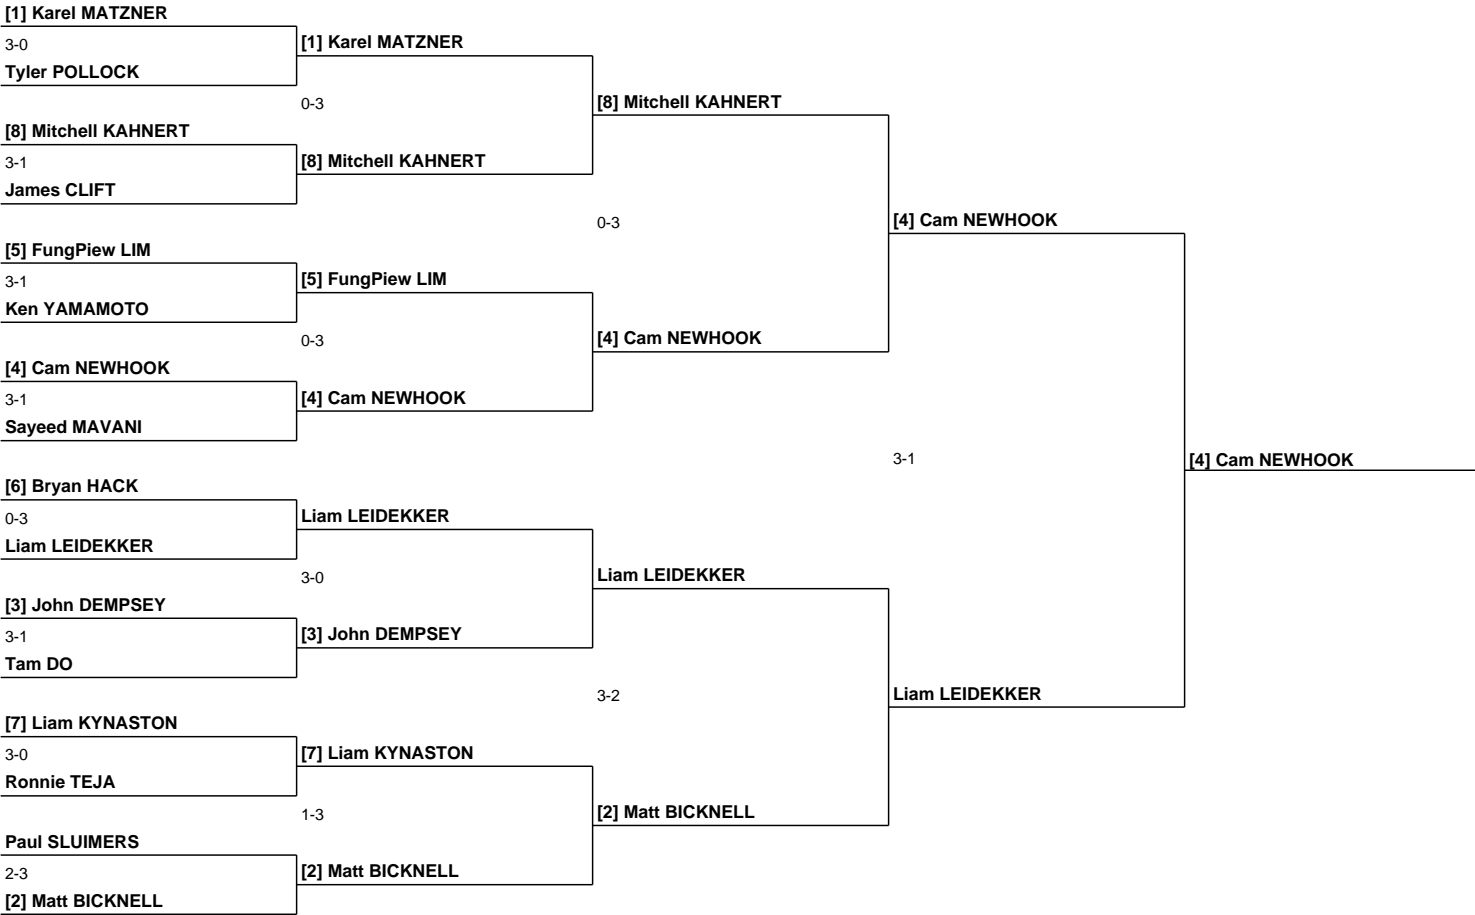 [1] Karel MATZNER
3-0
Tyler POLLOCK
[8] Mitchell KAHNERT
3-1
James CLIFT
[5] FungPiew LIM
3-1
Ken YAMAMOTO
[4] Cam NEWHOOK
3-1
Sayeed MAVANI
[6] Bryan HACK
0-3
Liam LEIDEKKER
[3] John DEMPSEY
3-1
Tam DO
[7] Liam KYNASTON
3-0
Ronnie TEJA
Paul SLUIMERS
2-3
[2] Matt BICKNELL
[1] Karel MATZNER
0-3
[8] Mitchell KAHNERT
[5] FungPiew LIM
0-3
[4] Cam NEWHOOK
Liam LEIDEKKER
3-0
[3] John DEMPSEY
[7] Liam KYNASTON
1-3
[2] Matt BICKNELL
[8] Mitchell KAHNERT
0-3
[4] Cam NEWHOOK
Liam LEIDEKKER
3-2
[2] Matt BICKNELL
[4] Cam NEWHOOK
3-1
Liam LEIDEKKER
[4] Cam NEWHOOK